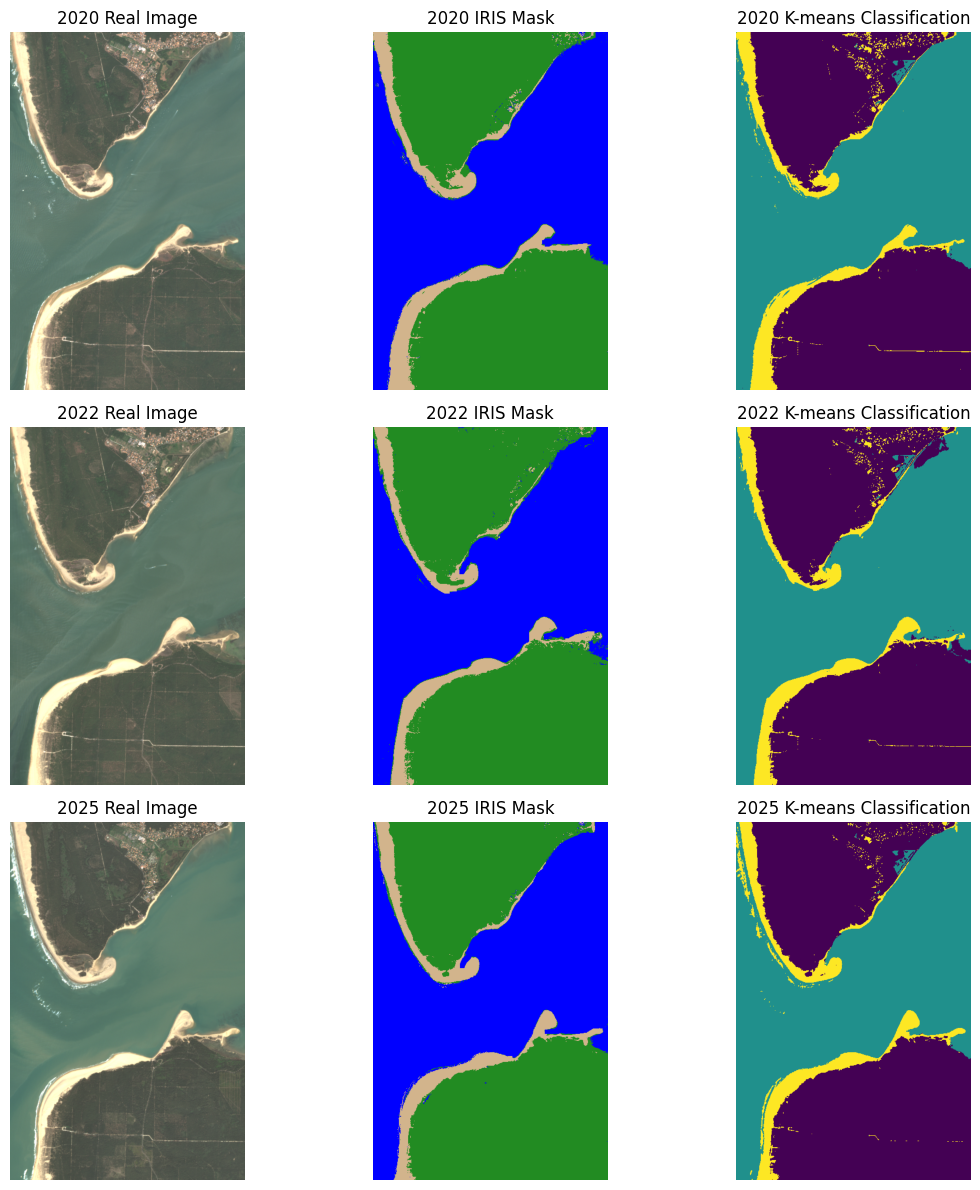 2020 Real Image
2020 IRIS Mask
2020 K-means Classification
2022 Real Image
2022 IRIS Mask
2022 K-means Classification
2025 Real Image
2025 IRIS Mask
2025 K-means Classification